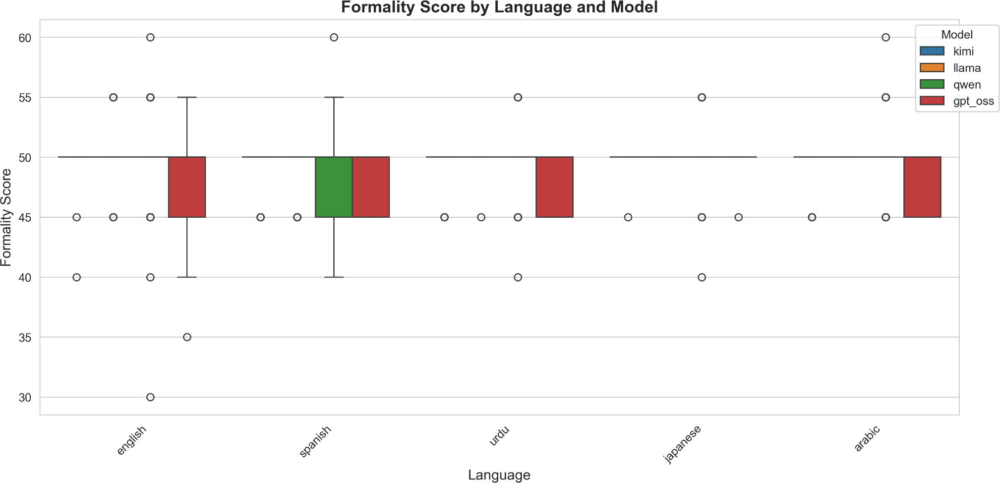 Formality Score by Language and Model
Formality Score
60
55
50
45
40
35
30
Model
kimi
llama
qwen
gpt_oss
english
spanish
urdu
japanese
arabic
Language